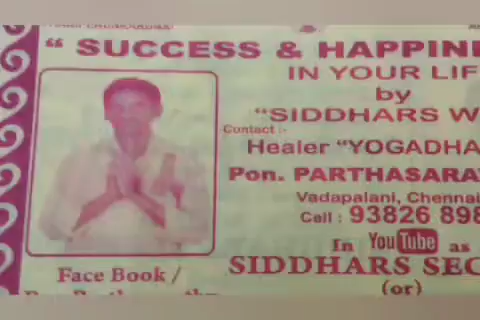 “ SUCCESS & HAPPIN
IN YOUR LIF
by
“SIDDHARS W
Contact :-
Healer “YOGADHA
Pon. PARTHASARA
Vadapalani, Chennai
Cell : 93826 898
In YouTube as
SIDDHARS SEC
(or)
Face Book /